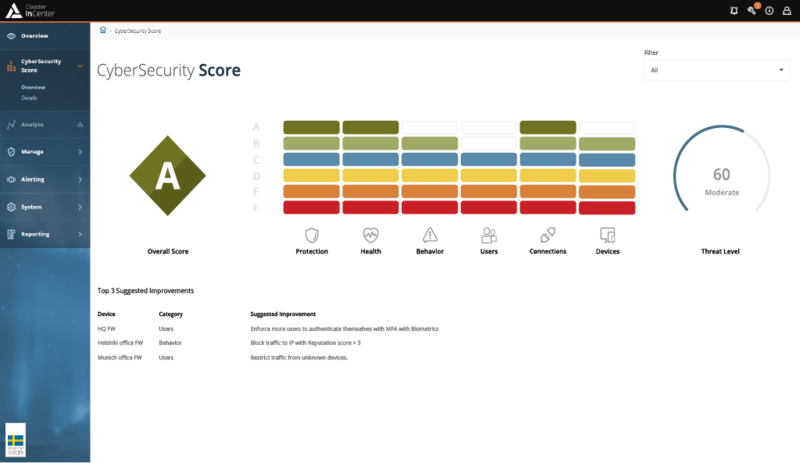 Clavister
InCenter
1
Overview
CyberSecurity Score
Overview
Details
Analyze
Manage
Alerting
System
Reporting
SWEDEN
CyberSecurity Score
CyberSecurity Score
Filter
All
A
B
C
D
E
F
A
60
Moderate
Overall Score
Protection
Health
Behavior
Users
Connections
Devices
Threat Level
Top 3 Suggested Improvements
Device Category Suggested Improvement
HQ FW Users Enforce more users to authenticate themselves with MFA with Biometrics
Helsinki office FW Behavior Block traffic to IP with Reputation score > 3
Munich office FW Users Restrict traffic from unknown devices.